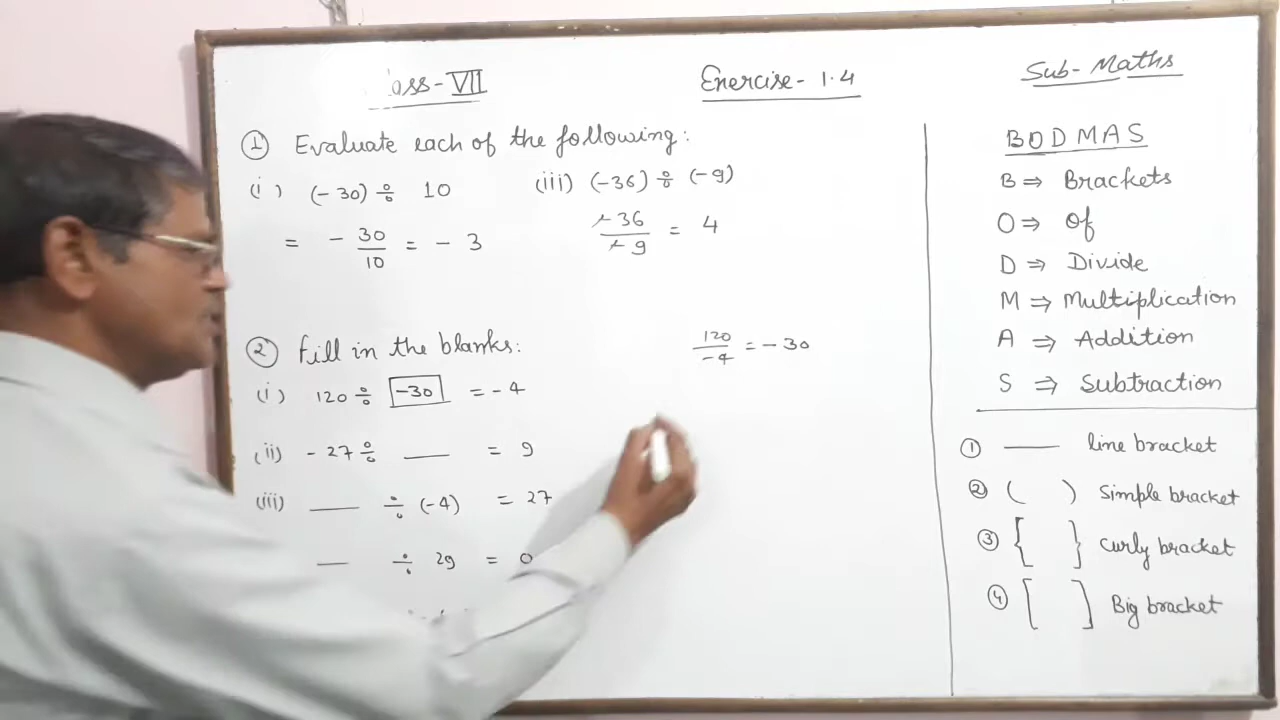 VII
Exercise - 1.4
Sub - Maths
① Evaluate each of the following:
(i) (-30) ÷ 10
= - 30/10 = - 3
(iii) (-36) ÷ (-9)
-36/-9 = 4
② Fill in the blanks:
(i) 120 ÷ -30 = - 4
120/-4 = - 30
(ii) - 27 ÷ ___ = 9
(iii) ___ ÷ (-4) = 27
___ ÷ 29 = 0
BODMAS
B ⇒ Brackets
O ⇒ Of
D ⇒ Divide
M ⇒ Multiplication
A ⇒ Addition
S ⇒ Subtraction
① — line bracket
② ( ) Simple bracket
③ { } Curly bracket
④ [ ] Big bracket